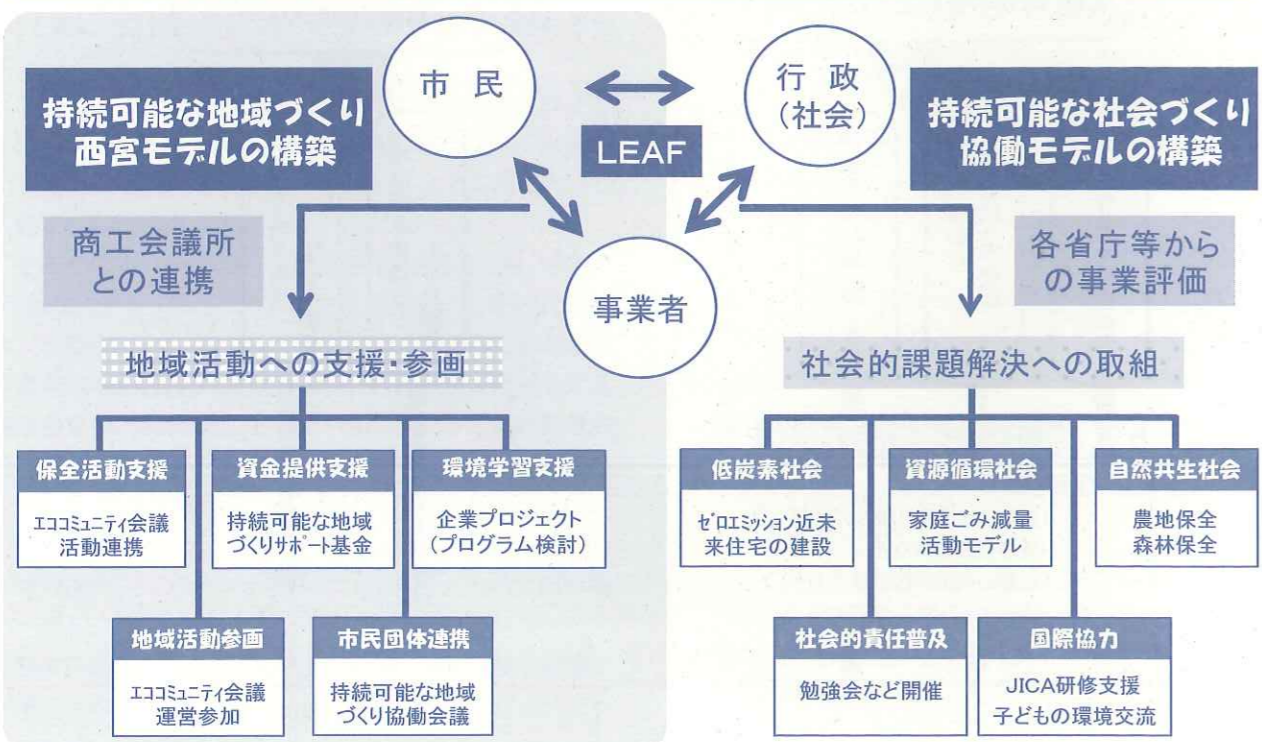 市 民
行 政
(社会)
持続可能な地域づくり
西宮モデルの構築
LEAF
持続可能な社会づくり
協働モデルの構築
商工会議所
との連携
事業者
各省庁等から
の事業評価
地域活動への支援・参画
社会的課題解決への取組
保全活動支援
エココミュニティ会議
活動連携
資金提供支援
持続可能な地域
づくりサポート基金
環境学習支援
企業プロジェクト
(プログラム検討)
低炭素社会
ゼロエミッション近未
来住宅の建設
資源循環社会
家庭ごみ減量
活動モデル
自然共生社会
農地保全
森林保全
地域活動参画
エココミュニティ会議
運営参加
市民団体連携
持続可能な地域
づくり協働会議
社会的責任普及
勉強会など開催
国際協力
JICA研修支援
子どもの環境交流